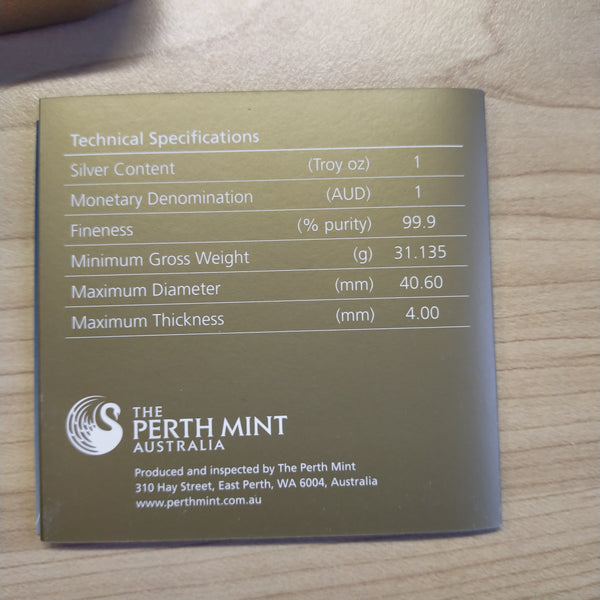 Technical Specifications
Silver Content (Troy oz) 1
Monetary Denomination (AUD) 1
Fineness (% purity) 99.9
Minimum Gross Weight (g) 31.135
Maximum Diameter (mm) 40.60
Maximum Thickness (mm) 4.00
THE
PERTH MINT
AUSTRALIA
Produced and inspected by The Perth Mint
310 Hay Street, East Perth, WA 6004, Australia
www.perthmint.com.au